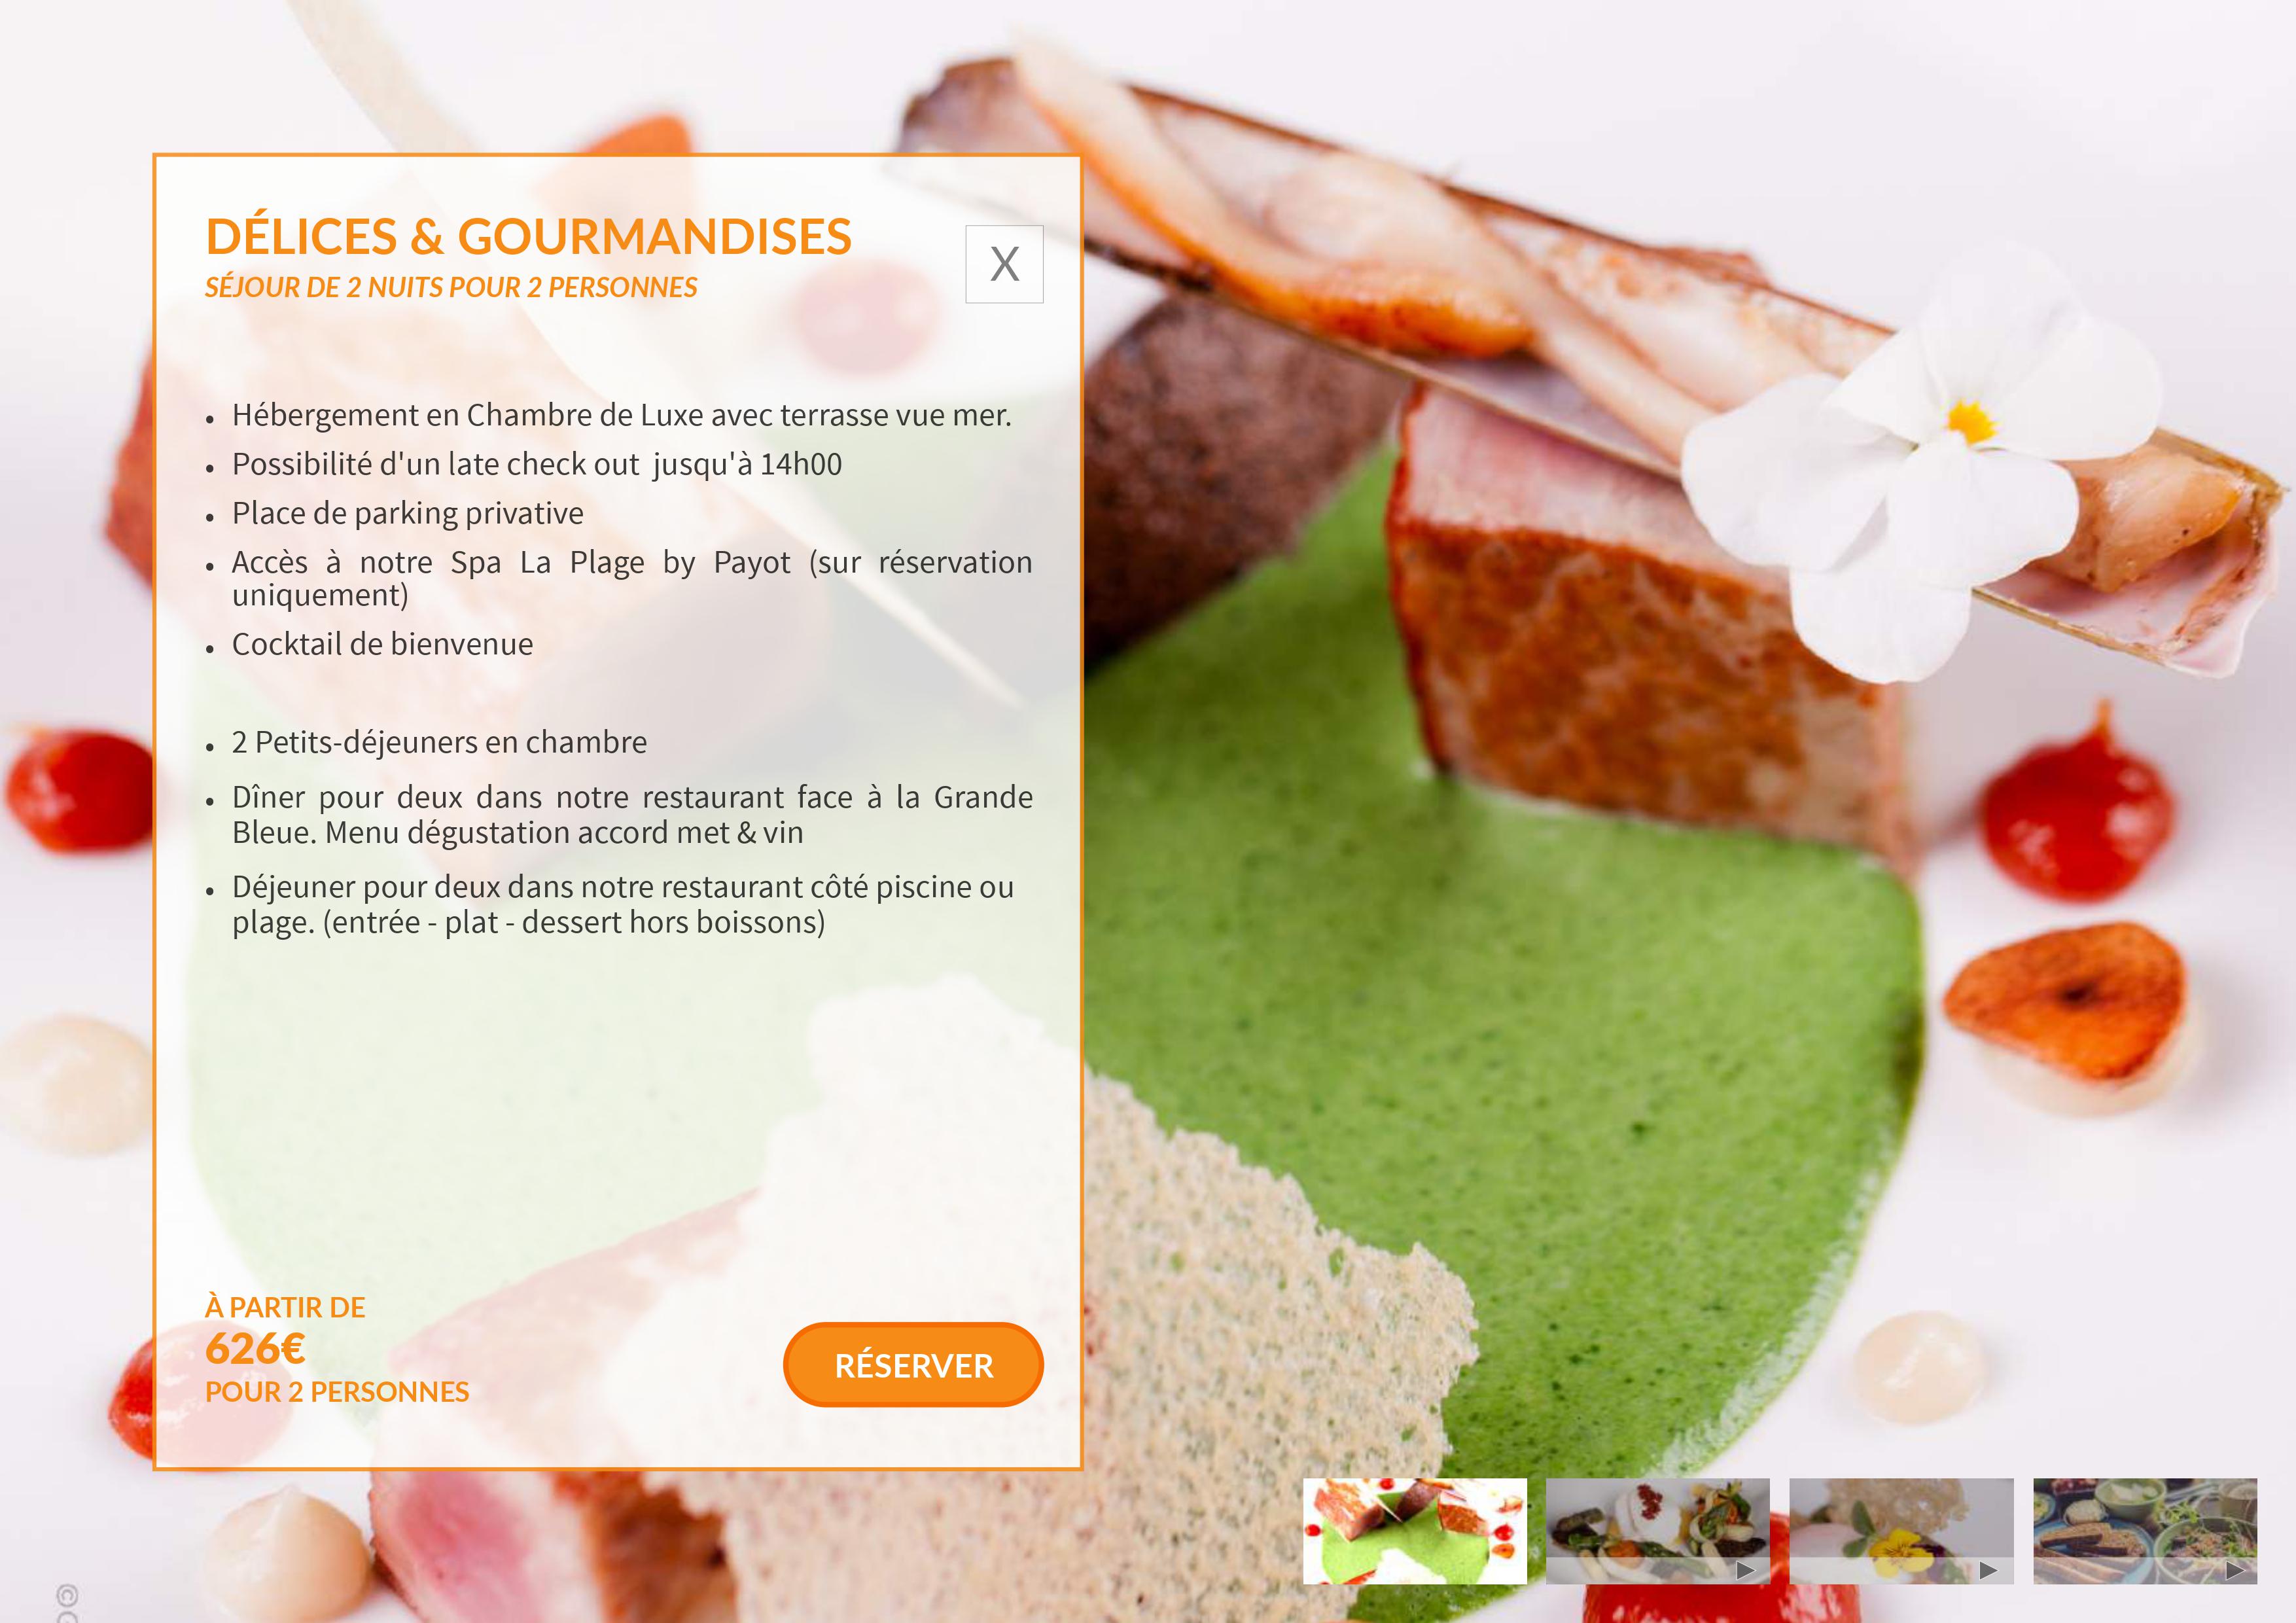 DÉLICES & GOURMANDISES
SÉJOUR DE 2 NUITS POUR 2 PERSONNES
X
• Hébergement en Chambre de Luxe avec terrasse vue mer.
• Possibilité d'un late check out  jusqu'à 14h00
• Place de parking privative
• Accès à notre Spa La Plage by Payot (sur réservation
uniquement)
• Cocktail de bienvenue
• 2 Petits-déjeuners en chambre
• Dîner pour deux dans notre restaurant face à la Grande
Bleue. Menu dégustation accord met & vin
• Déjeuner pour deux dans notre restaurant côté piscine ou
plage. (entrée - plat - dessert hors boissons)
À PARTIR DE
626€
POUR 2 PERSONNES
RÉSERVER
©